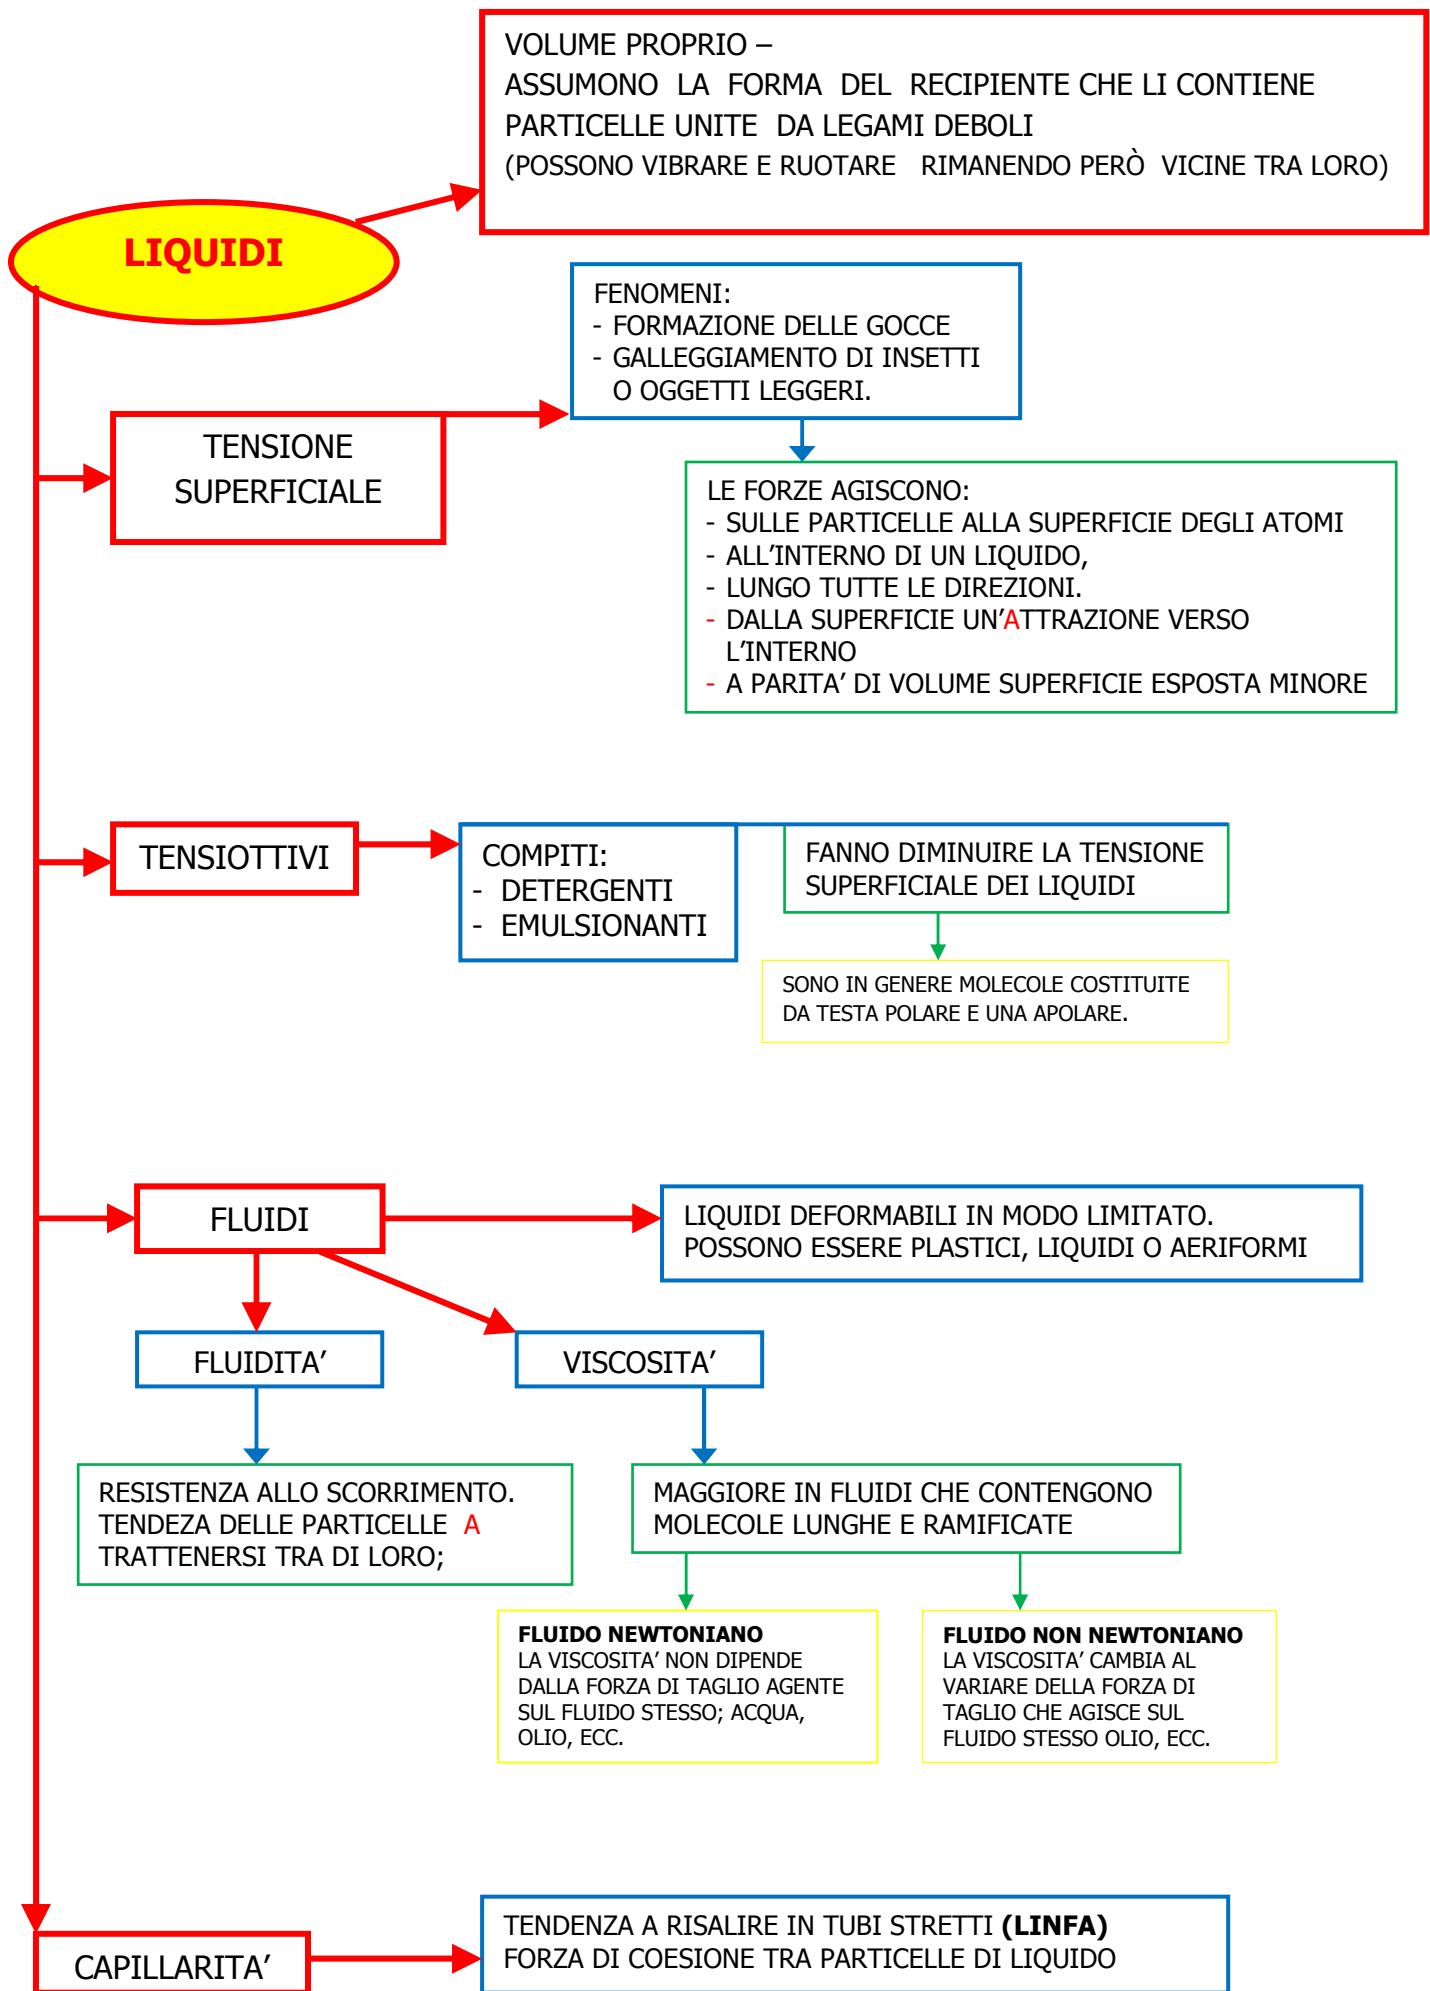 VOLUME PROPRIO –
ASSUMONO LA FORMA DEL RECIPIENTE CHE LI CONTIENE
PARTICELLE UNITE DA LEGAMI DEBOLI
(POSSONO VIBRARE E RUOTARE RIMANENDO PERÒ VICINE TRA LORO)
LIQUIDI
FENOMENI:
- FORMAZIONE DELLE GOCCE
- GALLEGGIAMENTO DI INSETTI
O OGGETTI LEGGERI.
TENSIONE
SUPERFICIALE
LE FORZE AGISCONO:
- SULLE PARTICELLE ALLA SUPERFICIE DEGLI ATOMI
- ALL’INTERNO DI UN LIQUIDO,
- LUNGO TUTTE LE DIREZIONI.
- DALLA SUPERFICIE UN’ATTRAZIONE VERSO
L’INTERNO
- A PARITA’ DI VOLUME SUPERFICIE ESPOSTA MINORE
TENSIOTTIVI
COMPITI:
- DETERGENTI
- EMULSIONANTI
FANNO DIMINUIRE LA TENSIONE
SUPERFICIALE DEI LIQUIDI
SONO IN GENERE MOLECOLE COSTITUITE
DA TESTA POLARE E UNA APOLARE.
FLUIDI
LIQUIDI DEFORMABILI IN MODO LIMITATO.
POSSONO ESSERE PLASTICI, LIQUIDI O AERIFORMI
FLUIDITA’
VISCOSITA’
RESISTENZA ALLO SCORRIMENTO.
TENDEZA DELLE PARTICELLE A
TRATTENERSI TRA DI LORO;
MAGGIORE IN FLUIDI CHE CONTENGONO
MOLECOLE LUNGHE E RAMIFICATE
FLUIDO NEWTONIANO
LA VISCOSITA’ NON DIPENDE
DALLA FORZA DI TAGLIO AGENTE
SUL FLUIDO STESSO; ACQUA,
OLIO, ECC.
FLUIDO NON NEWTONIANO
LA VISCOSITA’ CAMBIA AL
VARIARE DELLA FORZA DI
TAGLIO CHE AGISCE SUL
FLUIDO STESSO OLIO, ECC.
CAPILLARITA’
TENDENZA A RISALIRE IN TUBI STRETTI (LINFA)
FORZA DI COESIONE TRA PARTICELLE DI LIQUIDO